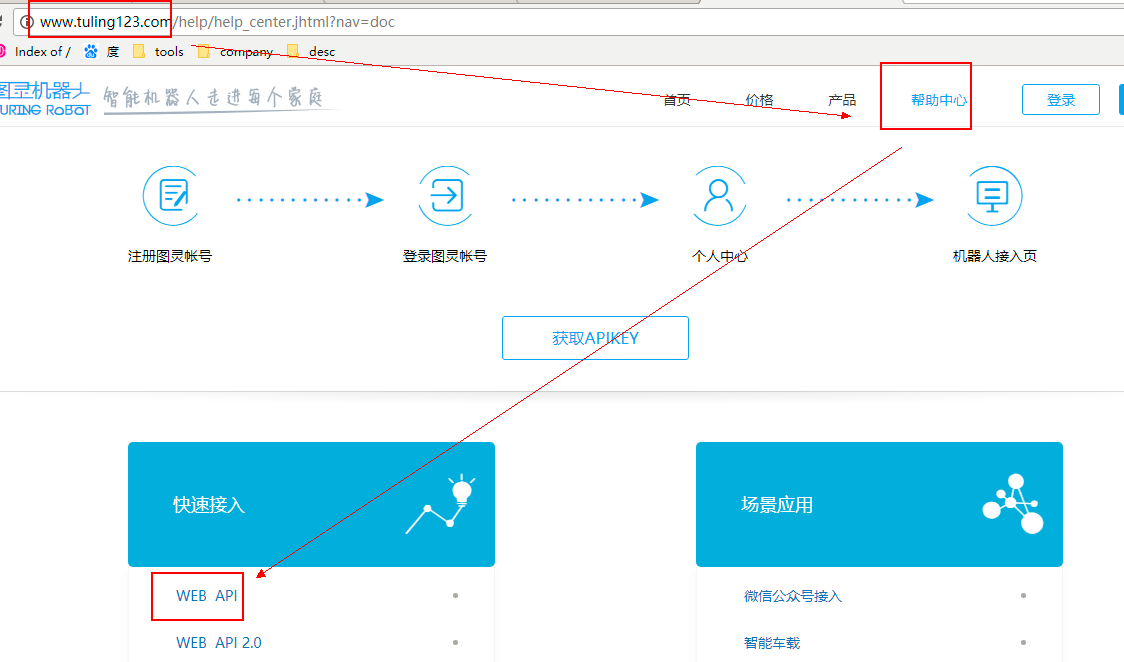 www.tuling123.com/help/help_center.jhtml?nav=doc
Index of / 度 tools company desc
图灵机器人 智能机器人走进每个家庭 首页 价格 产品 帮助中心 登录
TURING ROBOT
注册图灵帐号 登录图灵帐号 个人中心 机器人接入页
获取APIKEY
快速接入 场景应用
WEB API 微信公众号接入
WEB API 2.0 智能车载